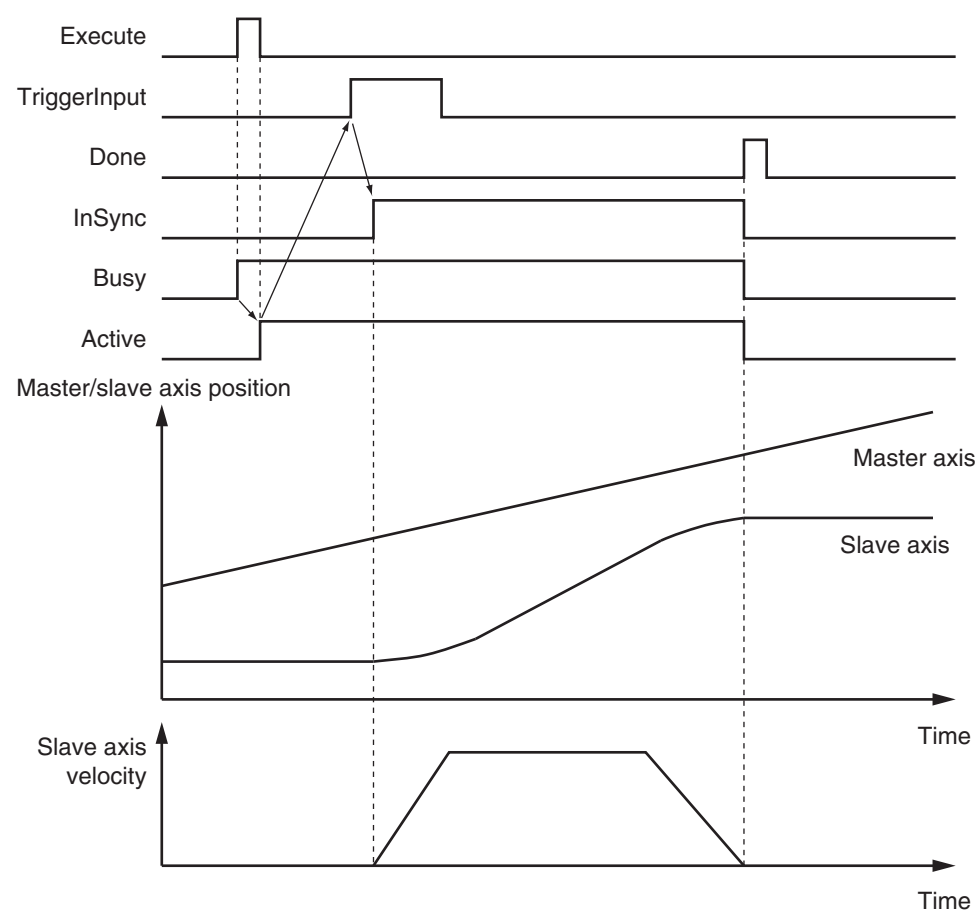 Execute
TriggerInput
Done
InSync
Busy
Active
Master/slave axis position
Master axis
Slave axis
Time
Slave axis
velocity
Time